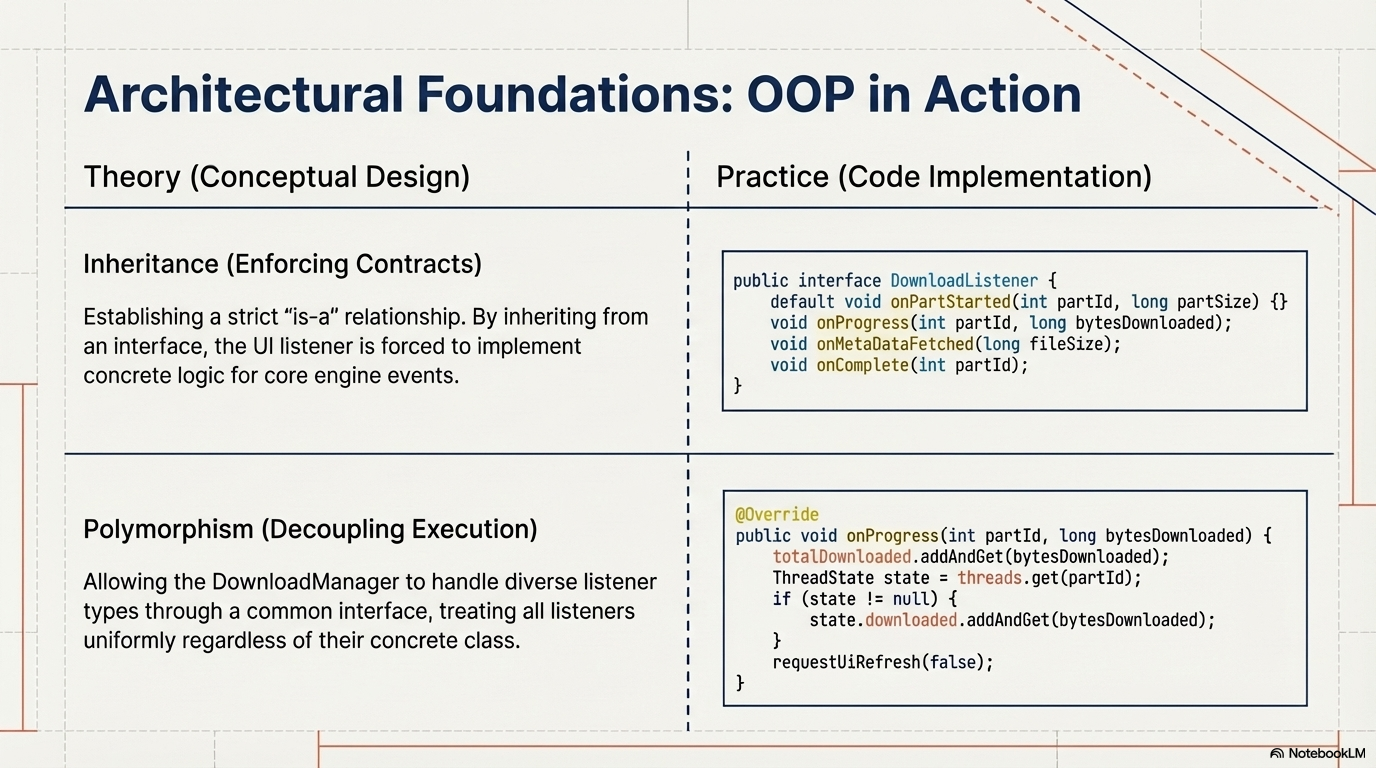 Architectural Foundations: OOP in Action
Theory (Conceptual Design)
Practice (Code Implementation)
Inheritance (Enforcing Contracts)
Establishing a strict “is-a” relationship. By inheriting from
an interface, the UI listener is forced to implement
concrete logic for core engine events.
public interface DownloadListener {
    default void onPartStarted(int partId, long partSize) {}
    void onProgress(int partId, long bytesDownloaded);
    void onMetaDataFetched(long fileSize);
    void onComplete(int partId);
}
Polymorphism (Decoupling Execution)
Allowing the DownloadManager to handle diverse listener
types through a common interface, treating all listeners
uniformly regardless of their concrete class.
@Override
public void onProgress(int partId, long bytesDownloaded) {
    totalDownloaded.addAndGet(bytesDownloaded);
    ThreadState state = threads.get(partId);
    if (state != null) {
        state.downloaded.addAndGet(bytesDownloaded);
    }
    requestUiRefresh(false);
}
NotebookLM